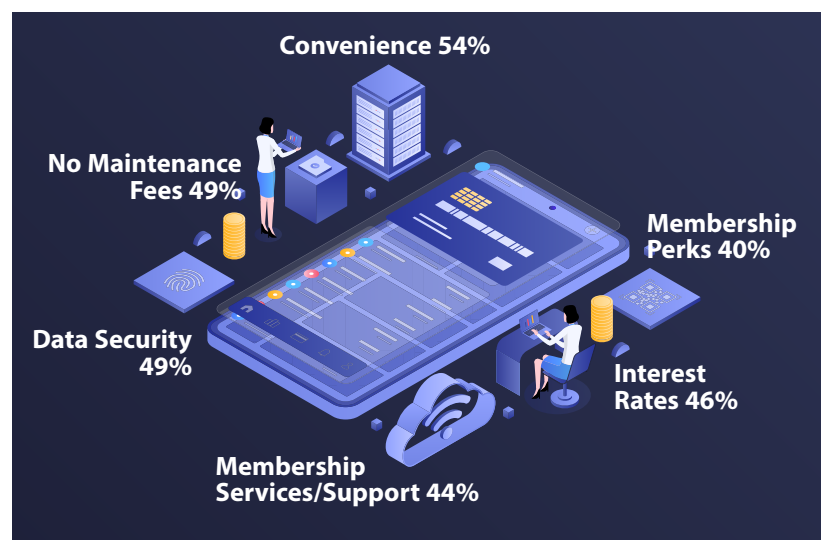 Convenience 54%
No Maintenance
Fees 49%
Membership
Perks 40%
Data Security
49%
Interest
Rates 46%
Membership
Services/Support 44%